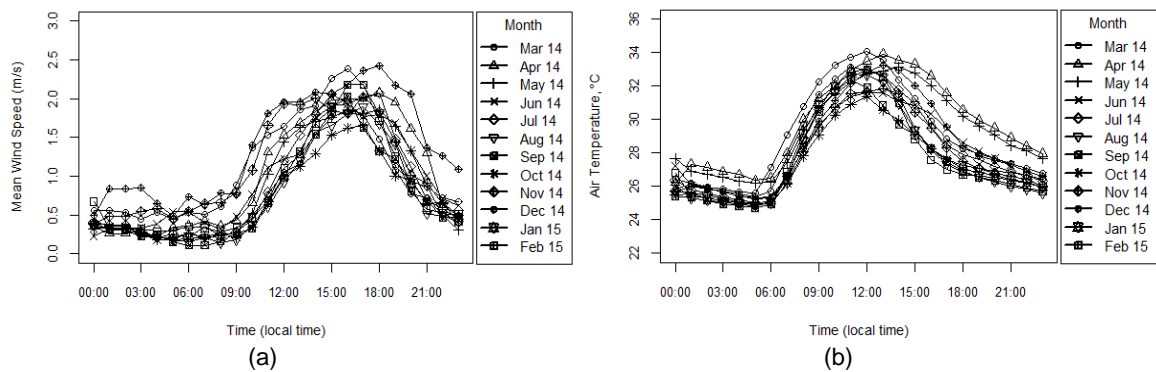 Mean Wind Speed (m/s)
3.0
2.5
2.0
1.5
1.0
0.5
0.0
00:00 03:00 06:00 09:00 12:00 15:00 18:00 21:00
Time (local time)
Month
Mar 14
Apr 14
May 14
Jun 14
Jul 14
Aug 14
Sep 14
Oct 14
Nov 14
Dec 14
Jan 15
Feb 15
(a)
Air Temperature, °C
36
34
32
30
28
26
24
22
00:00 03:00 06:00 09:00 12:00 15:00 18:00 21:00
Time (local time)
Month
Mar 14
Apr 14
May 14
Jun 14
Jul 14
Aug 14
Sep 14
Oct 14
Nov 14
Dec 14
Jan 15
Feb 15
(b)